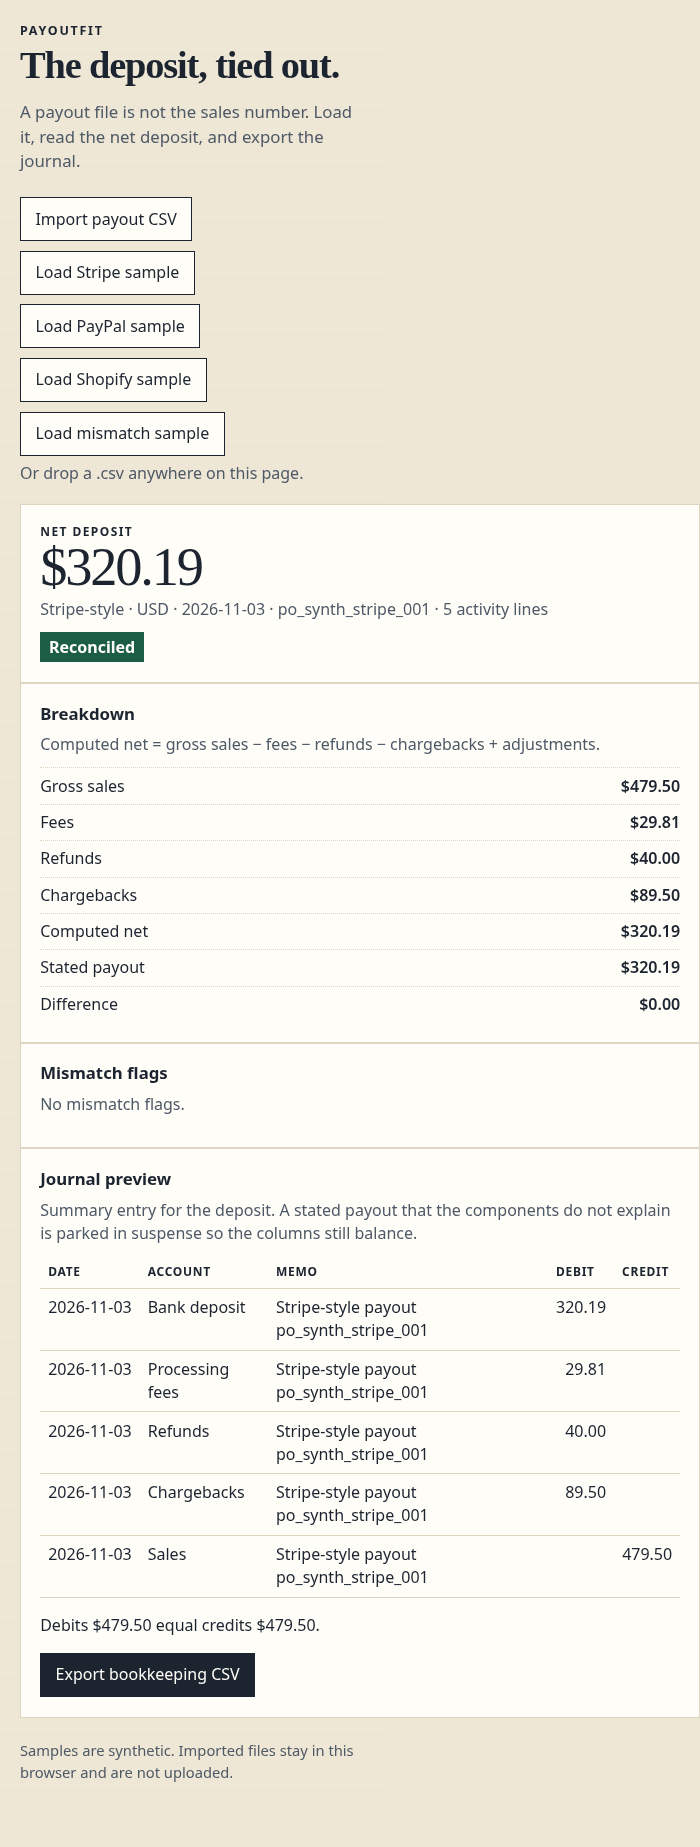 PAYOUTFIT
The deposit, tied out.
A payout file is not the sales number. Load
it, read the net deposit, and export the
journal.
Import payout CSV
Load Stripe sample
Load PayPal sample
Load Shopify sample
Load mismatch sample
Or drop a .csv anywhere on this page.
NET DEPOSIT
$320.19
Stripe-style · USD · 2026-11-03 · po_synth_stripe_001 · 5 activity lines
Reconciled
Breakdown
Computed net = gross sales − fees − refunds − chargebacks + adjustments.
Gross sales $479.50
Fees $29.81
Refunds $40.00
Chargebacks $89.50
Computed net $320.19
Stated payout $320.19
Difference $0.00
Mismatch flags
No mismatch flags.
Journal preview
Summary entry for the deposit. A stated payout that the components do not explain
is parked in suspense so the columns still balance.
DATE ACCOUNT MEMO DEBIT CREDIT
2026-11-03 Bank deposit Stripe-style payout 320.19
po_synth_stripe_001
2026-11-03 Processing Stripe-style payout 29.81
fees po_synth_stripe_001
2026-11-03 Refunds Stripe-style payout 40.00
po_synth_stripe_001
2026-11-03 Chargebacks Stripe-style payout 89.50
po_synth_stripe_001
2026-11-03 Sales Stripe-style payout 479.50
po_synth_stripe_001
Debits $479.50 equal credits $479.50.
Export bookkeeping CSV
Samples are synthetic. Imported files stay in this
browser and are not uploaded.